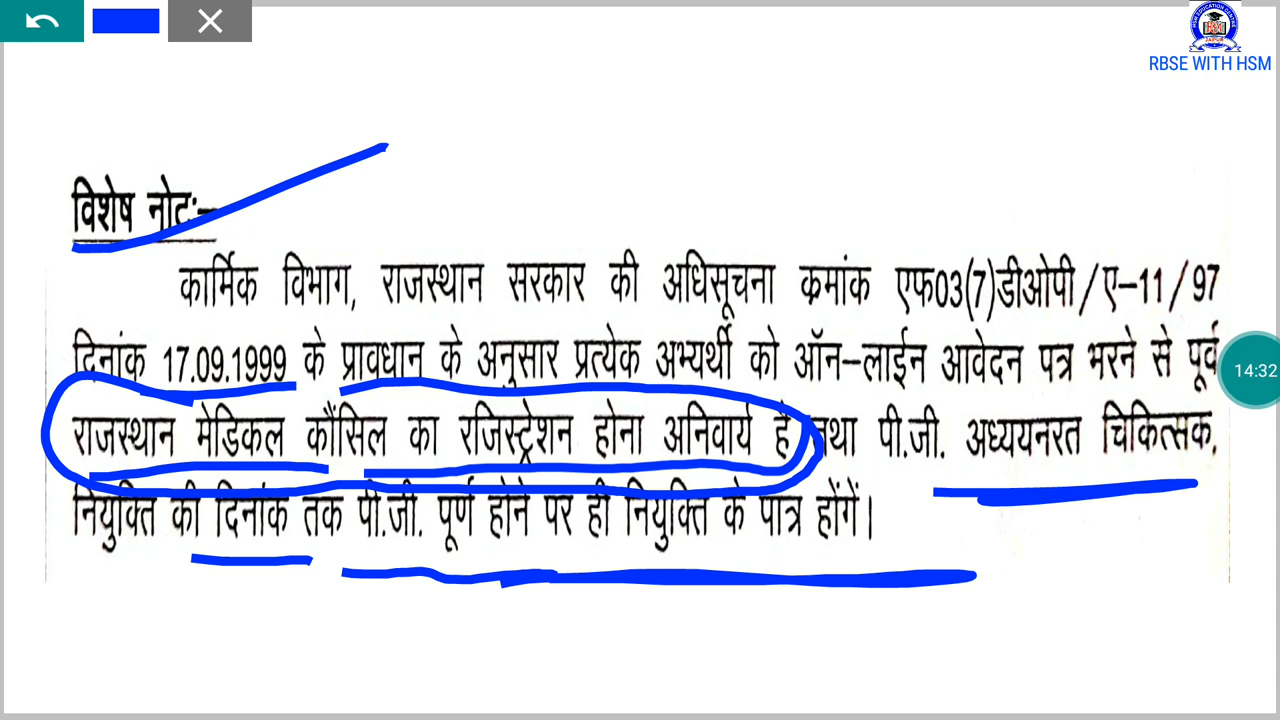 RBSE WITH HSM
विशेष नोटः–
कार्मिक विभाग, राजस्थान सरकार की अधिसूचना क्रमांक एफ03(7)डीओपी/ए–11/97
दिनांक 17.09.1999 के प्रावधान के अनुसार प्रत्येक अभ्यर्थी को ऑन–लाईन आवेदन पत्र भरने से पूर्व
14:32
राजस्थान मेडिकल कौंसिल का रजिस्ट्रेशन होना अनिवार्य है तथा पी.जी. अध्ययनरत चिकित्सक,
नियुक्ति की दिनांक तक पी.जी. पूर्ण होने पर ही नियुक्ति के पात्र होंगें।